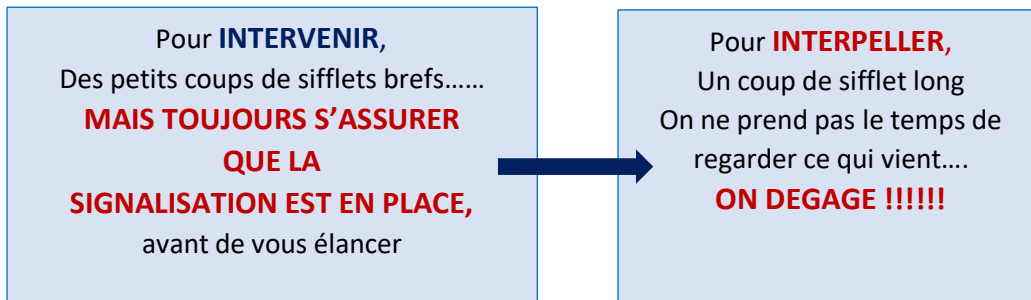 Pour INTERVENIR,
Des petits coups de sifflets brefs……
MAIS TOUJOURS S’ASSURER
QUE LA
SIGNALISATION EST EN PLACE,
avant de vous élancer
Pour INTERPELLER,
Un coup de sifflet long
On ne prend pas le temps de
regarder ce qui vient….
ON DEGAGE !!!!!!